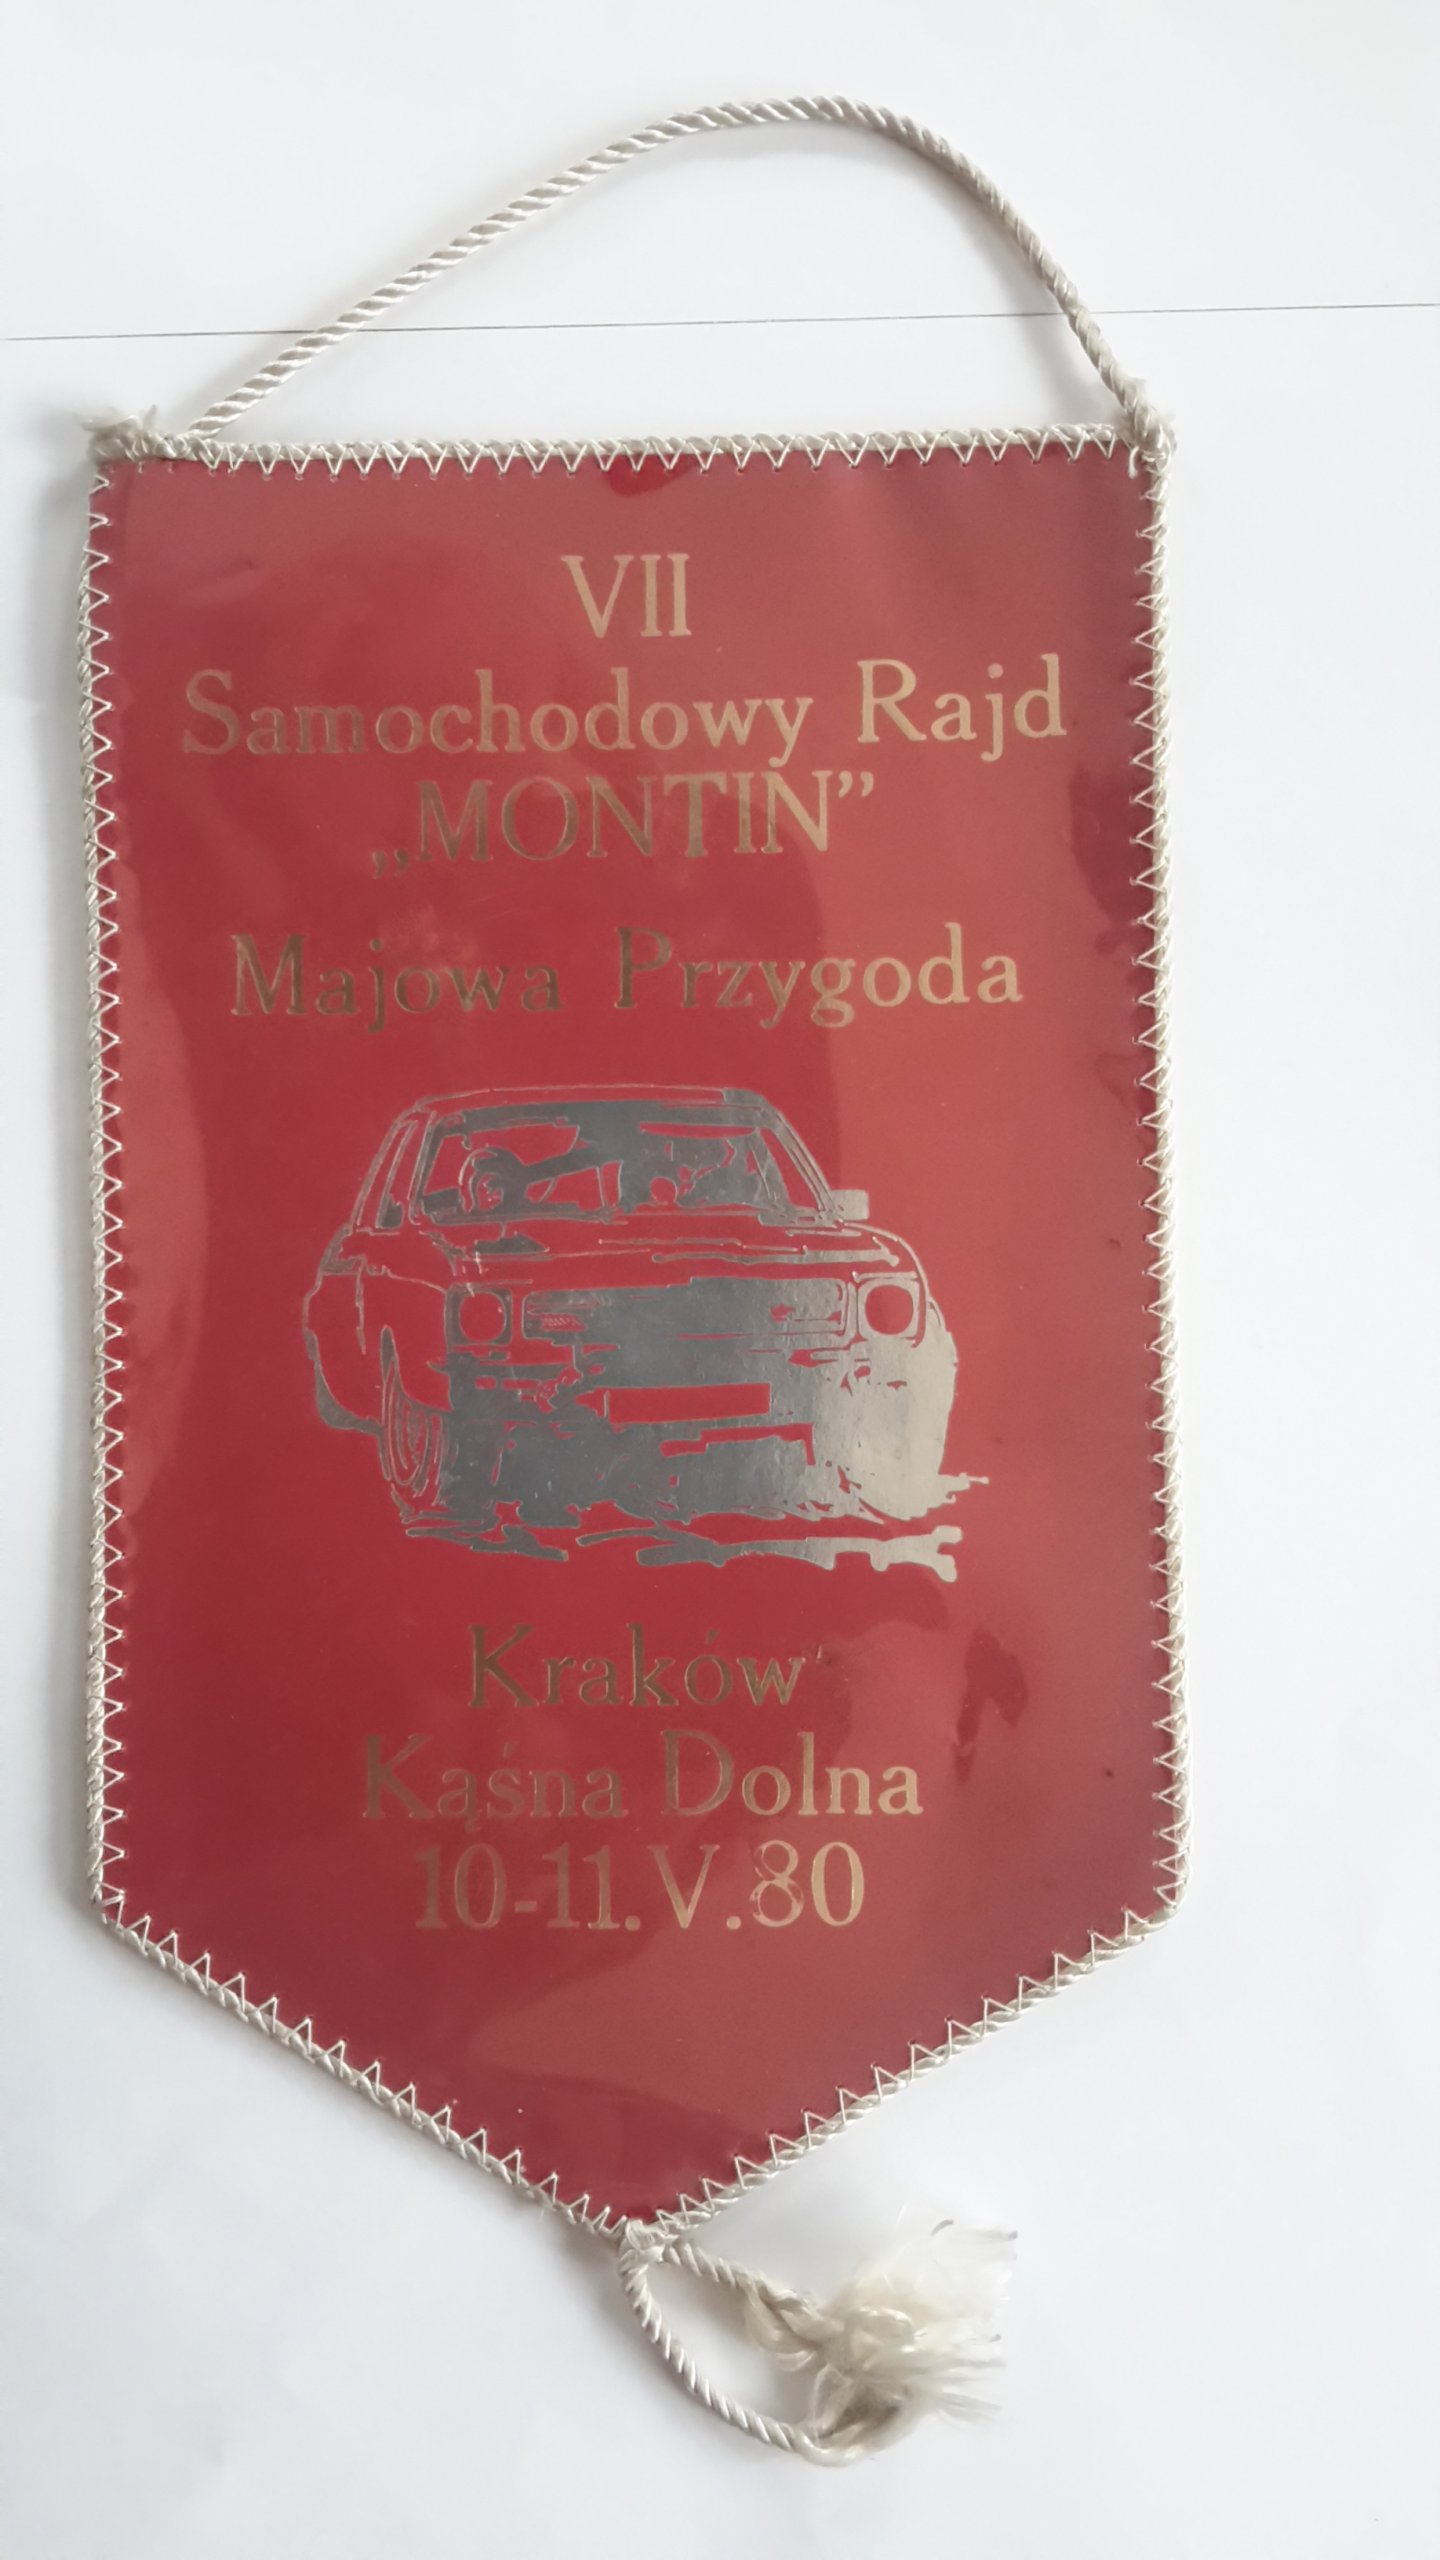 VII
Samochodowy Rajd
„MONTIN”
Majowa Przygoda
Kraków
Kąśna Dolna
10-11.V.80